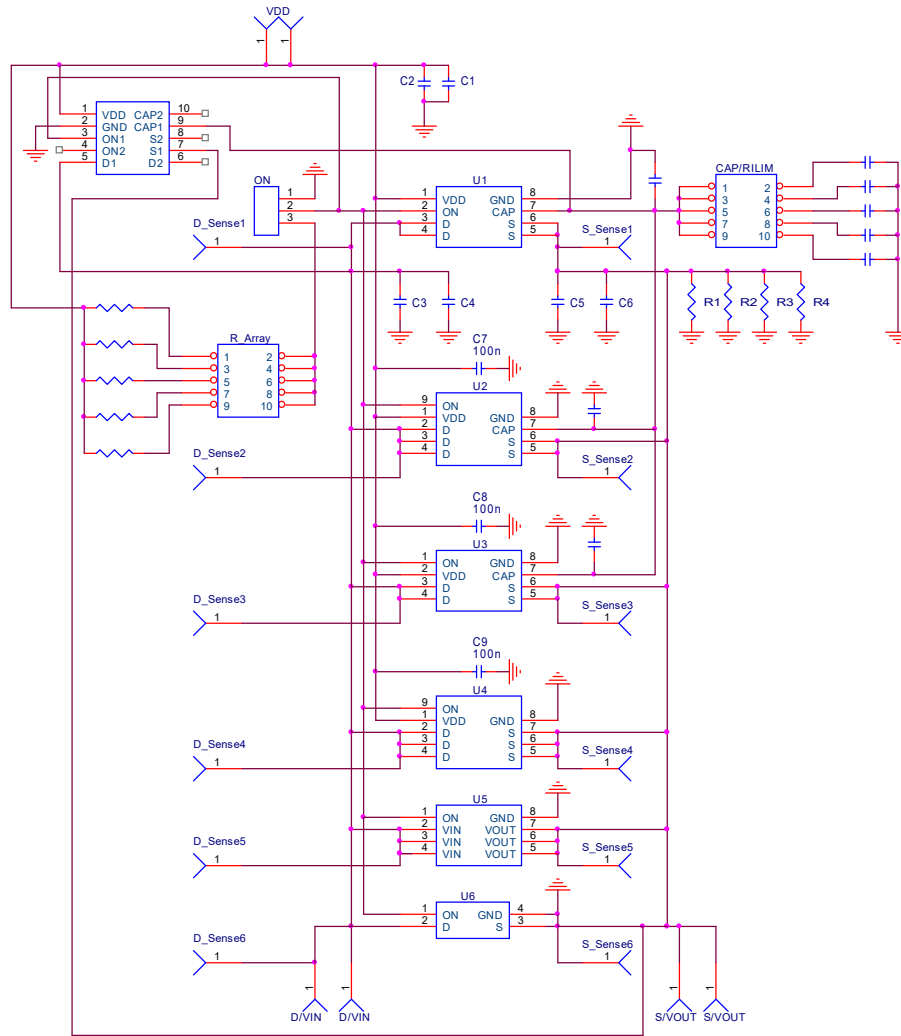 VDD
1 1
C2 C1
1 VDD CAP2 10
2 GND CAP1 9
3 ON1 S2 8
4 ON2 S1 7
5 D1 D2 6
ON
1
2
3
U1
1 VDD GND 8
2 ON CAP 7
3 D S 6
4 D S 5
CAP/RILIM
1 2
3 4
5 6
7 8
9 10
D_Sense1
1
S_Sense1
1
C3 C4 C5 C6
R1 R2 R3 R4
R_Array
1 2
3 4
5 6
7 8
9 10
C7
100n
U2
9 ON
1 VDD GND 8
2 D CAP 7
3 D S 6
4 D S 5
D_Sense2
1
S_Sense2
1
C8
100n
U3
1 ON GND 8
2 VDD CAP 7
3 D S 6
4 D S 5
D_Sense3
1
S_Sense3
1
C9
100n
U4
9 ON
1 VDD GND 8
2 D S 7
3 D S 6
4 D S 5
D_Sense4
1
S_Sense4
1
U5
1 ON GND 8
2 VIN VOUT 7
3 VIN VOUT 6
4 VIN VOUT 5
D_Sense5
1
S_Sense5
1
U6
1 ON GND 4
2 D S 3
D_Sense6
1
S_Sense6
1
1 1 1 1
D/VIN D/VIN S/VOUT S/VOUT